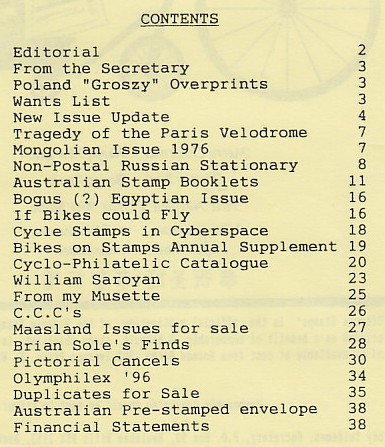 CONTENTS
Editorial 2
From the Secretary 3
Poland "Groszy" Overprints 3
Wants List 3
New Issue Update 4
Tragedy of the Paris Velodrome 7
Mongolian Issue 1976 7
Non-Postal Russian Stationary 8
Australian Stamp Booklets 11
Bogus (?) Egyptian Issue 16
If Bikes could Fly 16
Cycle Stamps in Cyberspace 18
Bikes on Stamps Annual Supplement 19
Cyclo-Philatelic Catalogue 20
William Saroyan 23
From my Musette 25
C.C.C's 26
Maasland Issues for sale 27
Brian Sole's Finds 28
Pictorial Cancels 30
Olymphilex '96 34
Duplicates for Sale 35
Australian Pre-stamped envelope 38
Financial Statements 38